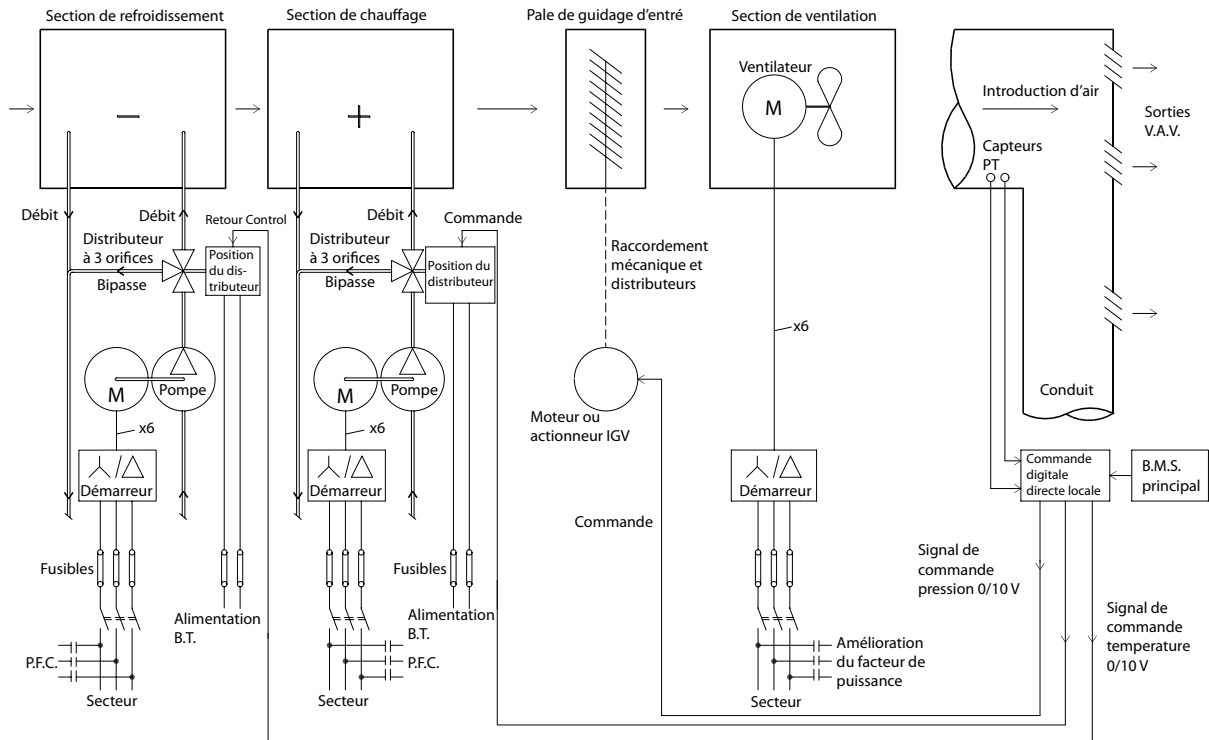 Section de refroidissement
Section de chauffage
Pale de guidage d'entré
Section de ventilation
Ventilateur
M
Introduction d'air
Sorties
V.A.V.
Capteurs
PT
Débit
Débit
Retour Control
Distributeur
à 3 orifices
Bipasse
Position
du dis-
tributeur
Débit
Commande
Distributeur
à 3 orifices
Bipasse
Position du
distributeur
Raccordement
mécanique et
distributeurs
x6
M
Pompe
x6
Démarreur
M
Pompe
x6
Démarreur
Moteur ou
actionneur IGV
Démarreur
Conduit
Commande
digitale
directe locale
B.M.S.
principal
Commande
Fusibles
Fusibles
Signal de
commande
pression 0/10 V
Alimentation
B.T.
Alimentation
B.T.
Signal de
commande
temperature
0/10 V
P.F.C.
P.F.C.
Amélioration
du facteur de
puissance
Secteur
Secteur
Secteur